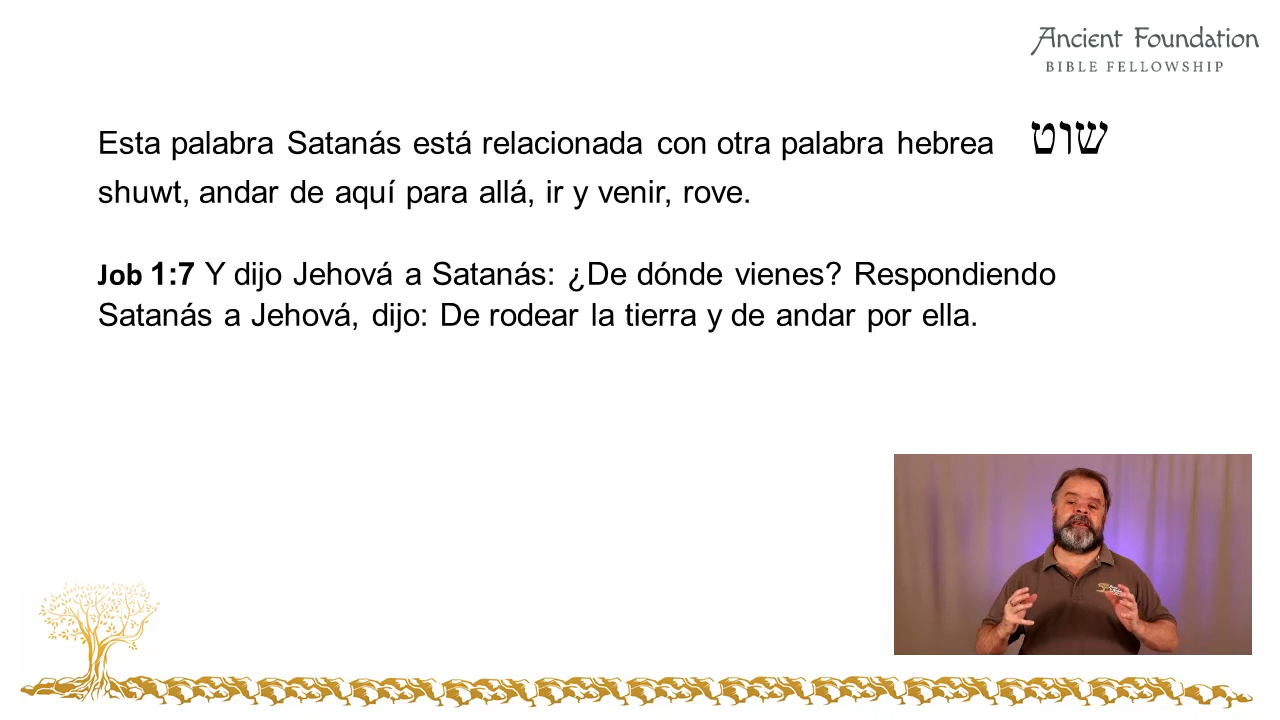 Ancient Foundation
BIBLE FELLOWSHIP
Esta palabra Satanás está relacionada con otra palabra hebrea שוט
shuwt, andar de aquí para allá, ir y venir, rove.
Job 1:7 Y dijo Jehová a Satanás: ¿De dónde vienes? Respondiendo
Satanás a Jehová, dijo: De rodear la tierra y de andar por ella.